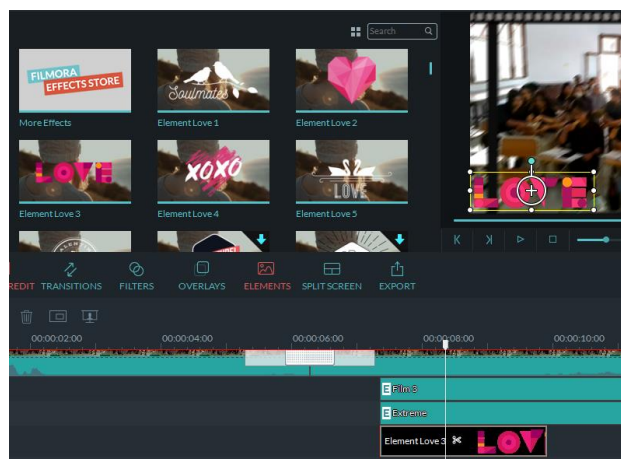 Search
FILMORA
EFFECTS STORE
Soulmates
More Effects
Element Love 1
Element Love 2
LOVE
XOXO
LOVE
Element Love 3
Element Love 4
Element Love 5
LOVE
REDIT
TRANSITIONS
FILTERS
OVERLAYS
ELEMENTS
SPLIT SCREEN
EXPORT
00:00:02:00
00:00:04:00
00:00:06:00
00:00:08:00
00:00:10:00
E Film 3
E Extreme
Element Love 3
LOV